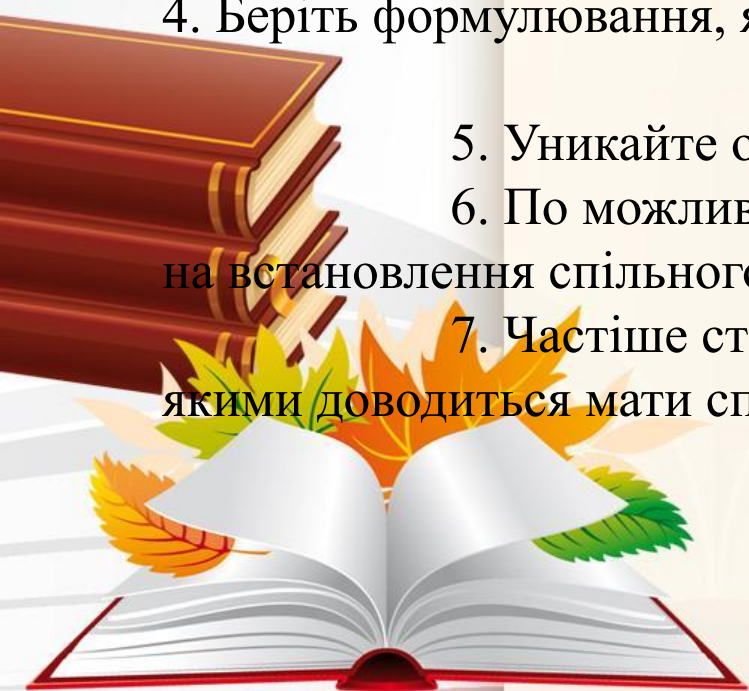 4. Беріть формулювання, я
5. Уникайте о
6. По можлив
на встановлення спільного
7. Частіше ст
якими доводиться мати сп